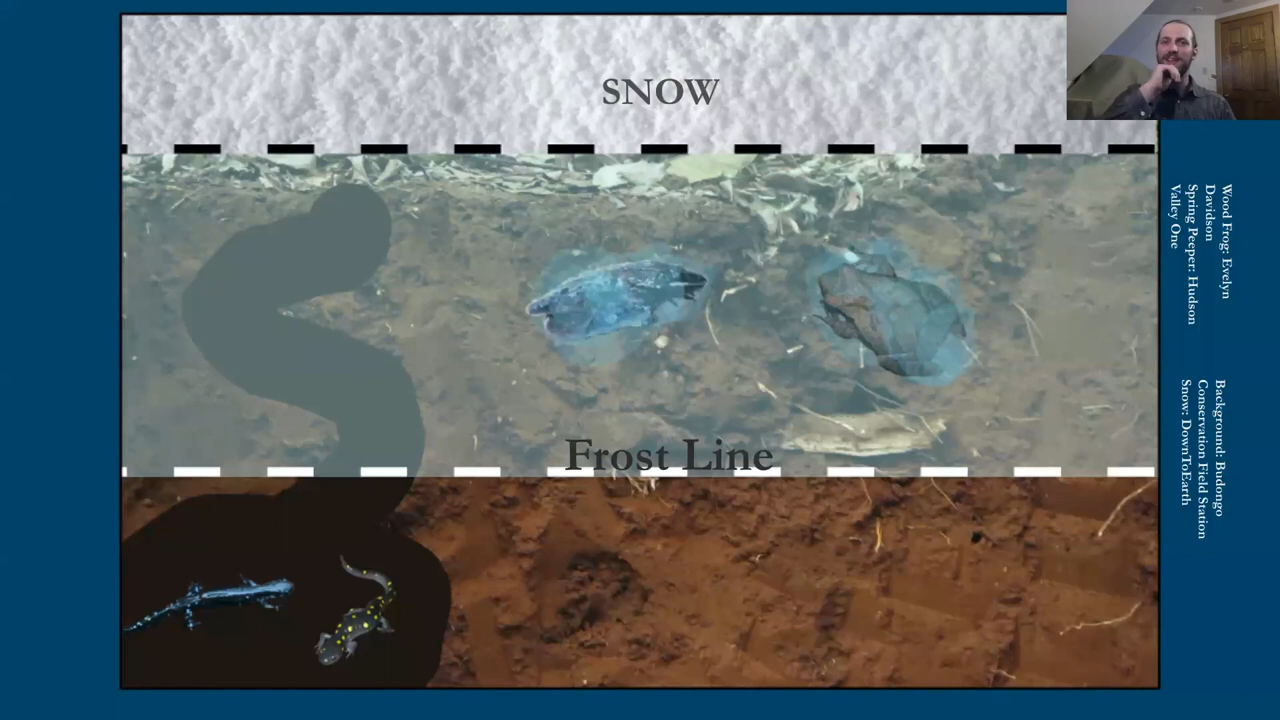 SNOW
Frost Line
Wood Frog: Evelyn
Davidson
Spring Peeper: Hudson
Valley One
Background: Budongo
Conservation Field Station
Snow: DownToEarth